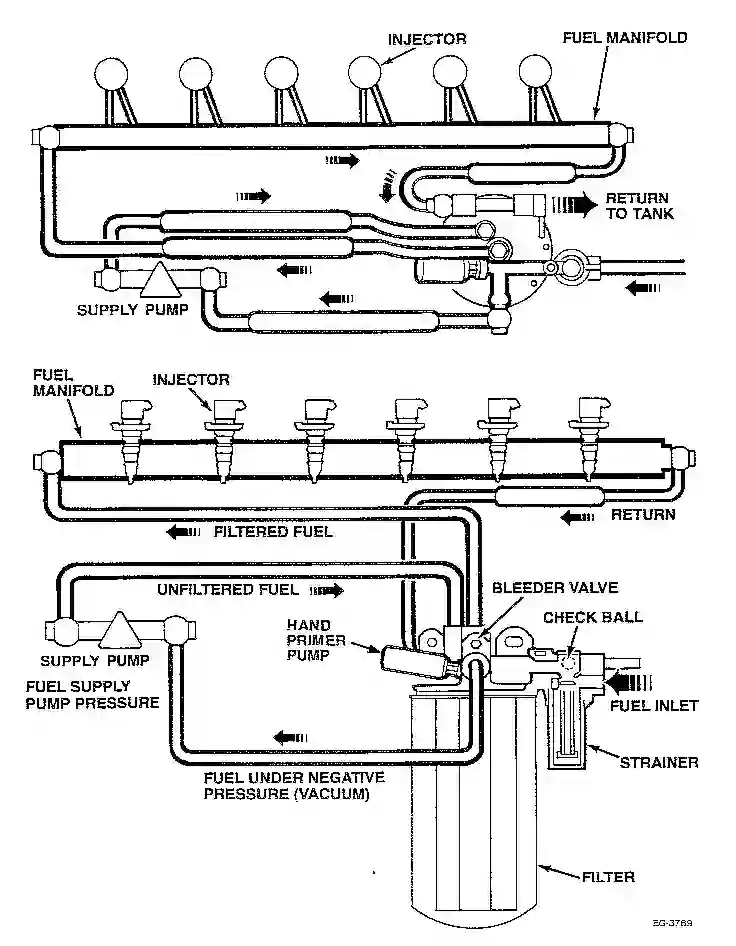 INJECTOR
FUEL MANIFOLD
RETURN
TO TANK
SUPPLY PUMP
FUEL
MANIFOLD
INJECTOR
RETURN
FILTERED FUEL
UNFILTERED FUEL
BLEEDER VALVE
CHECK BALL
HAND
PRIMER
PUMP
SUPPLY PUMP
FUEL SUPPLY
PUMP PRESSURE
FUEL INLET
STRAINER
FUEL UNDER NEGATIVE
PRESSURE (VACUUM)
FILTER
EG-3769